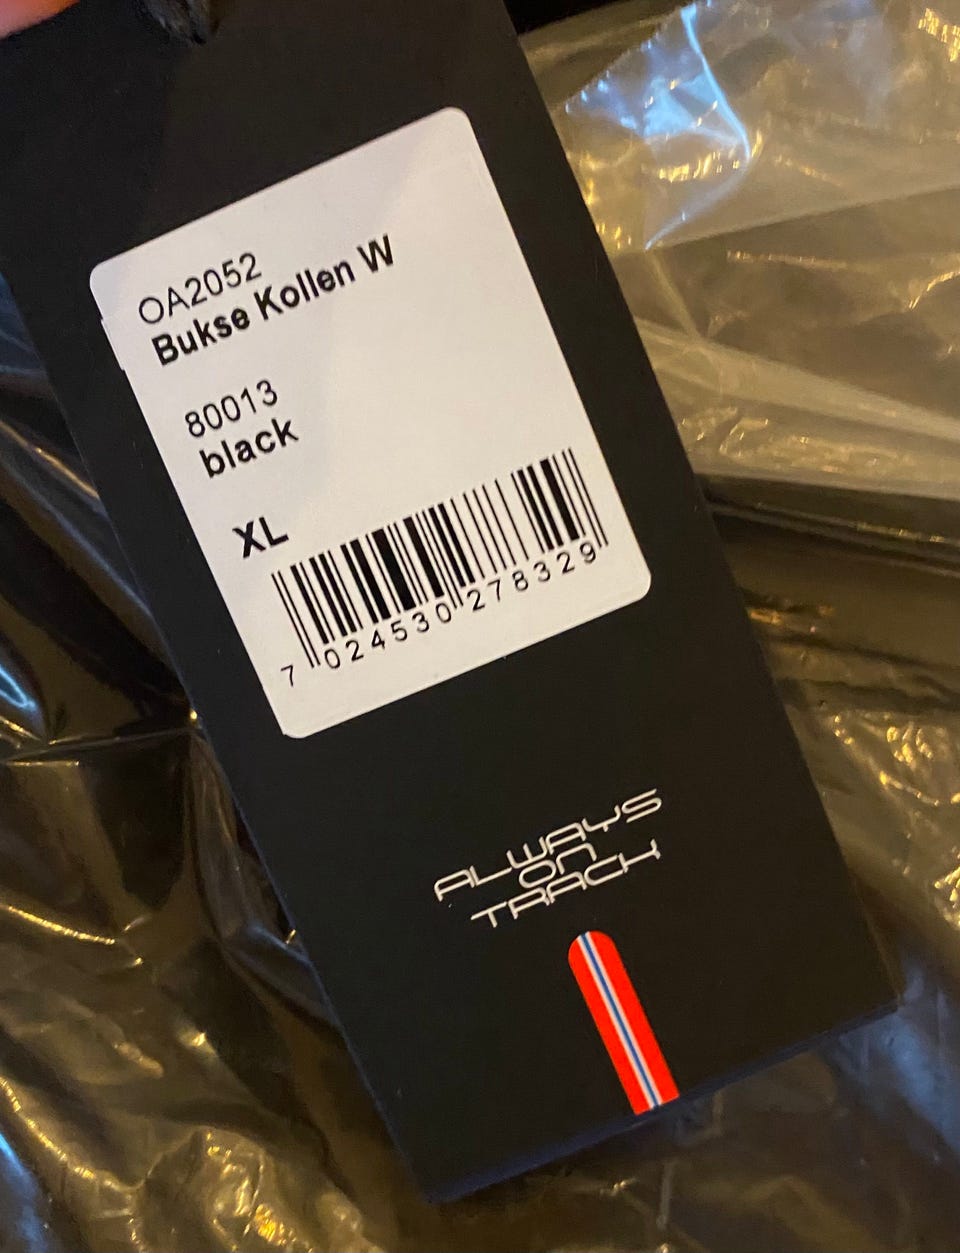 OA2052
Bukse Kollen W
80013
black
XL
7 024530 278329
ALWAYS
ON
TRACK